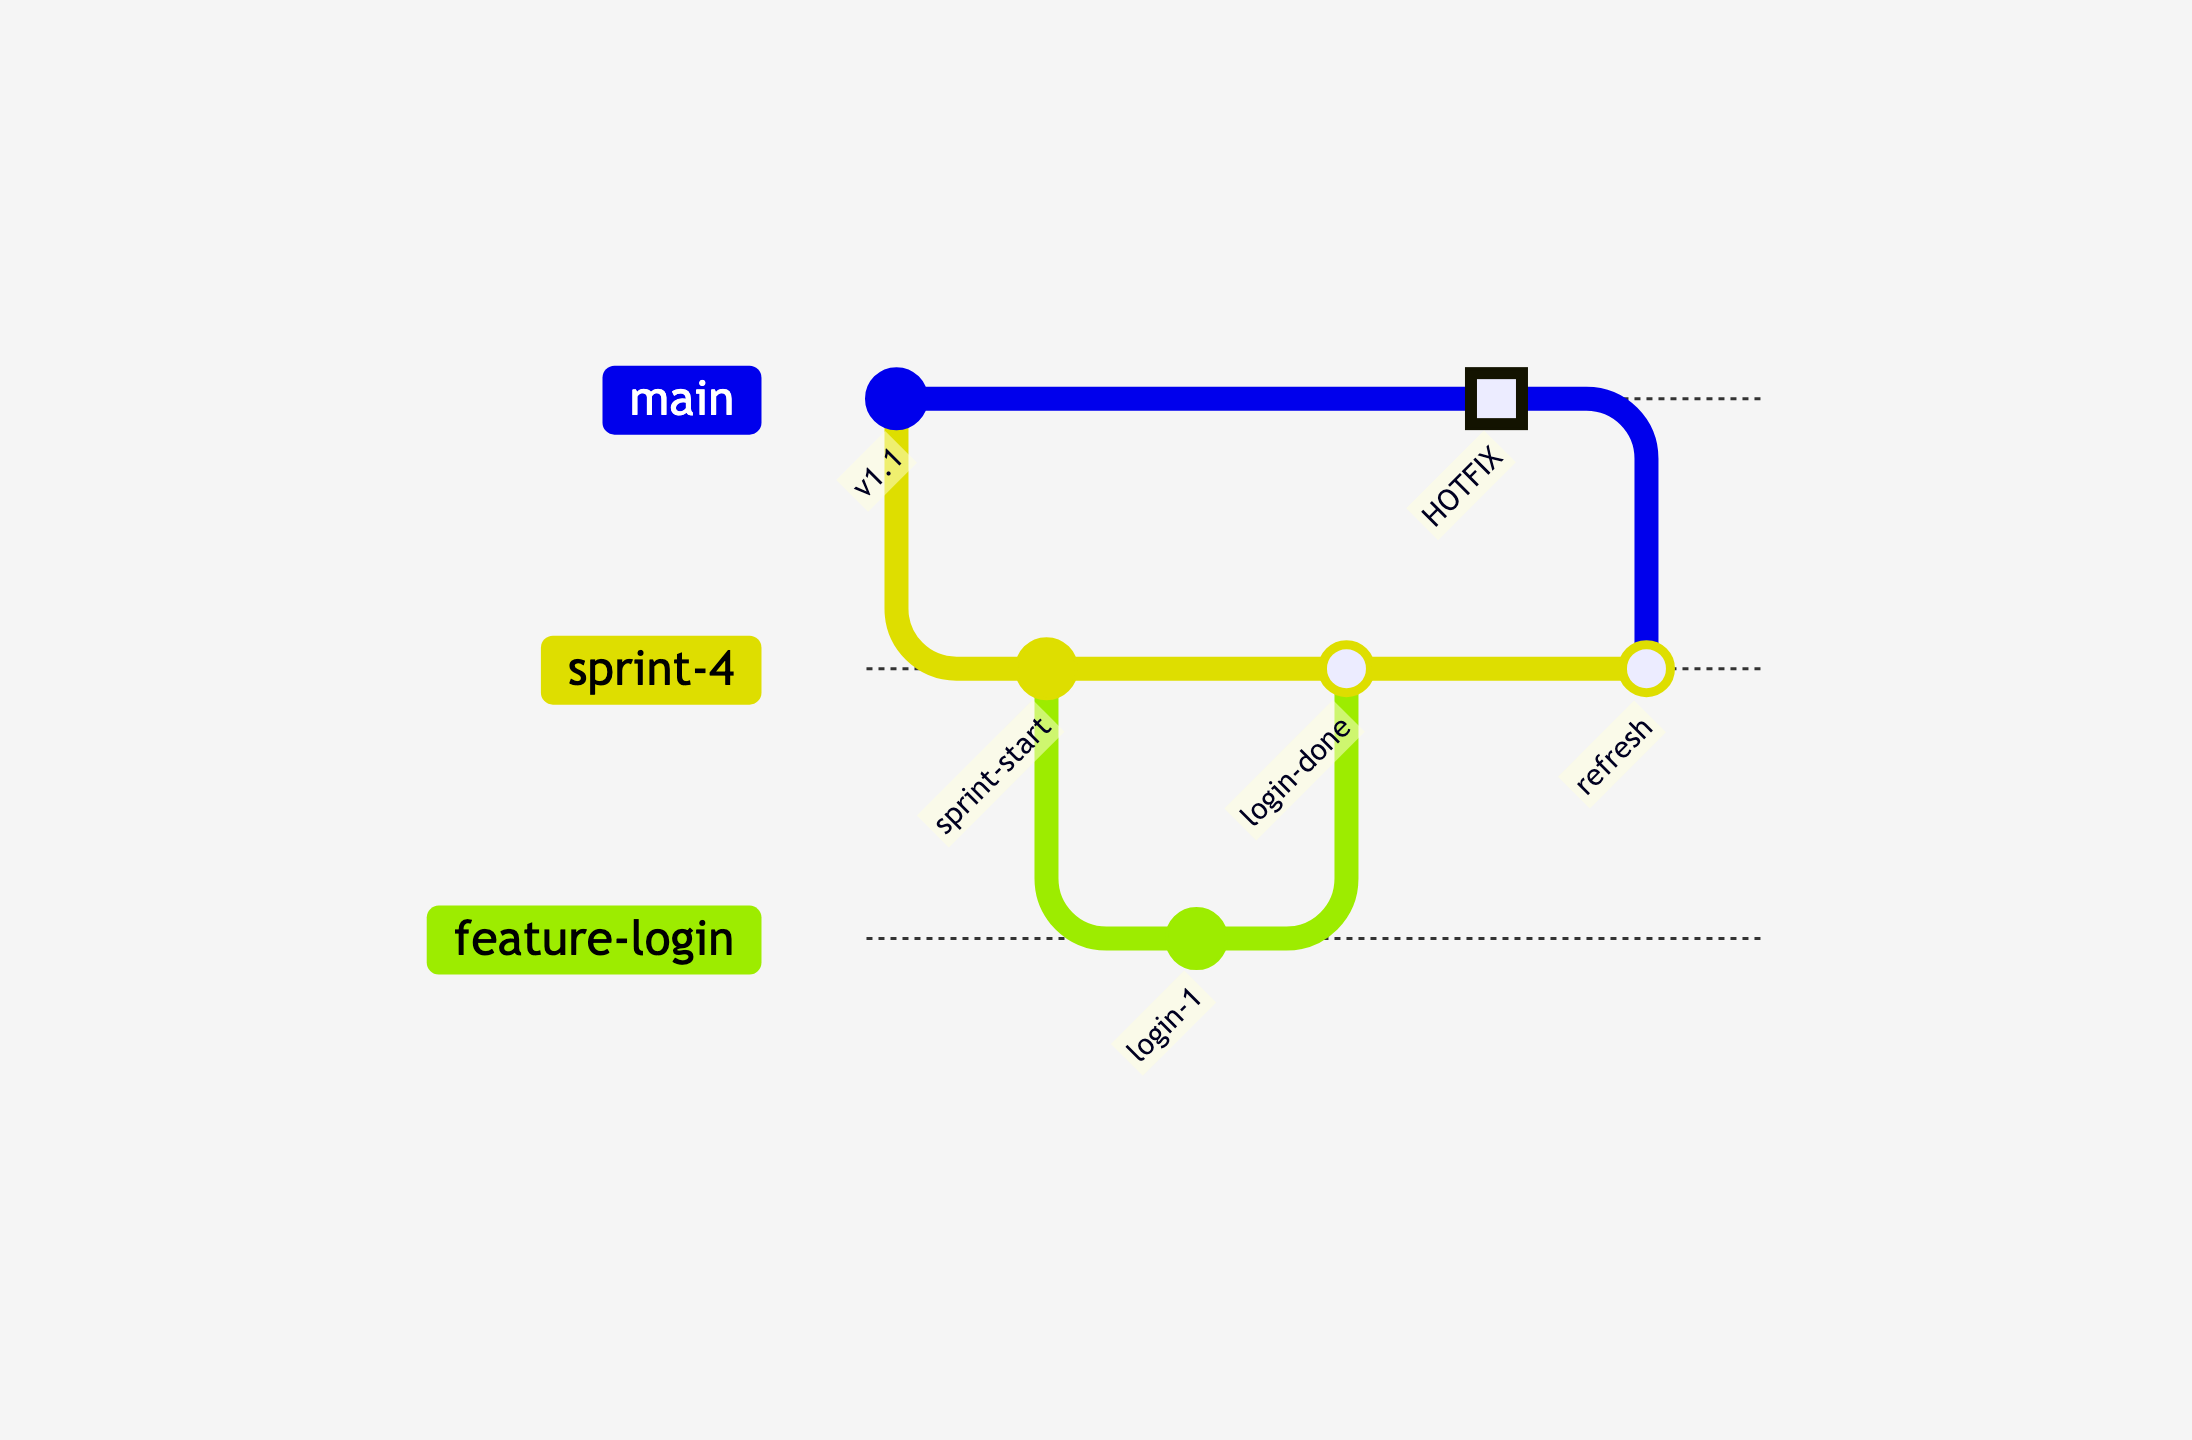 main
v1.1
HOTFIX
sprint-4
sprint-start
login-done
refresh
feature-login
login-1